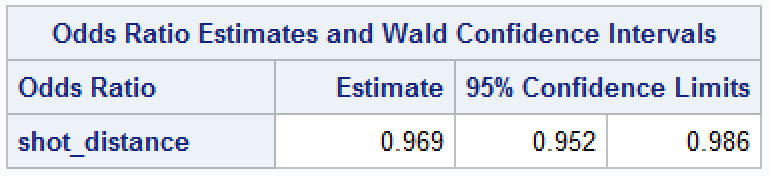 Odds Ratio Estimates and Wald Confidence Intervals
Odds Ratio Estimate 95% Confidence Limits
shot_distance 0.969 0.952 0.986